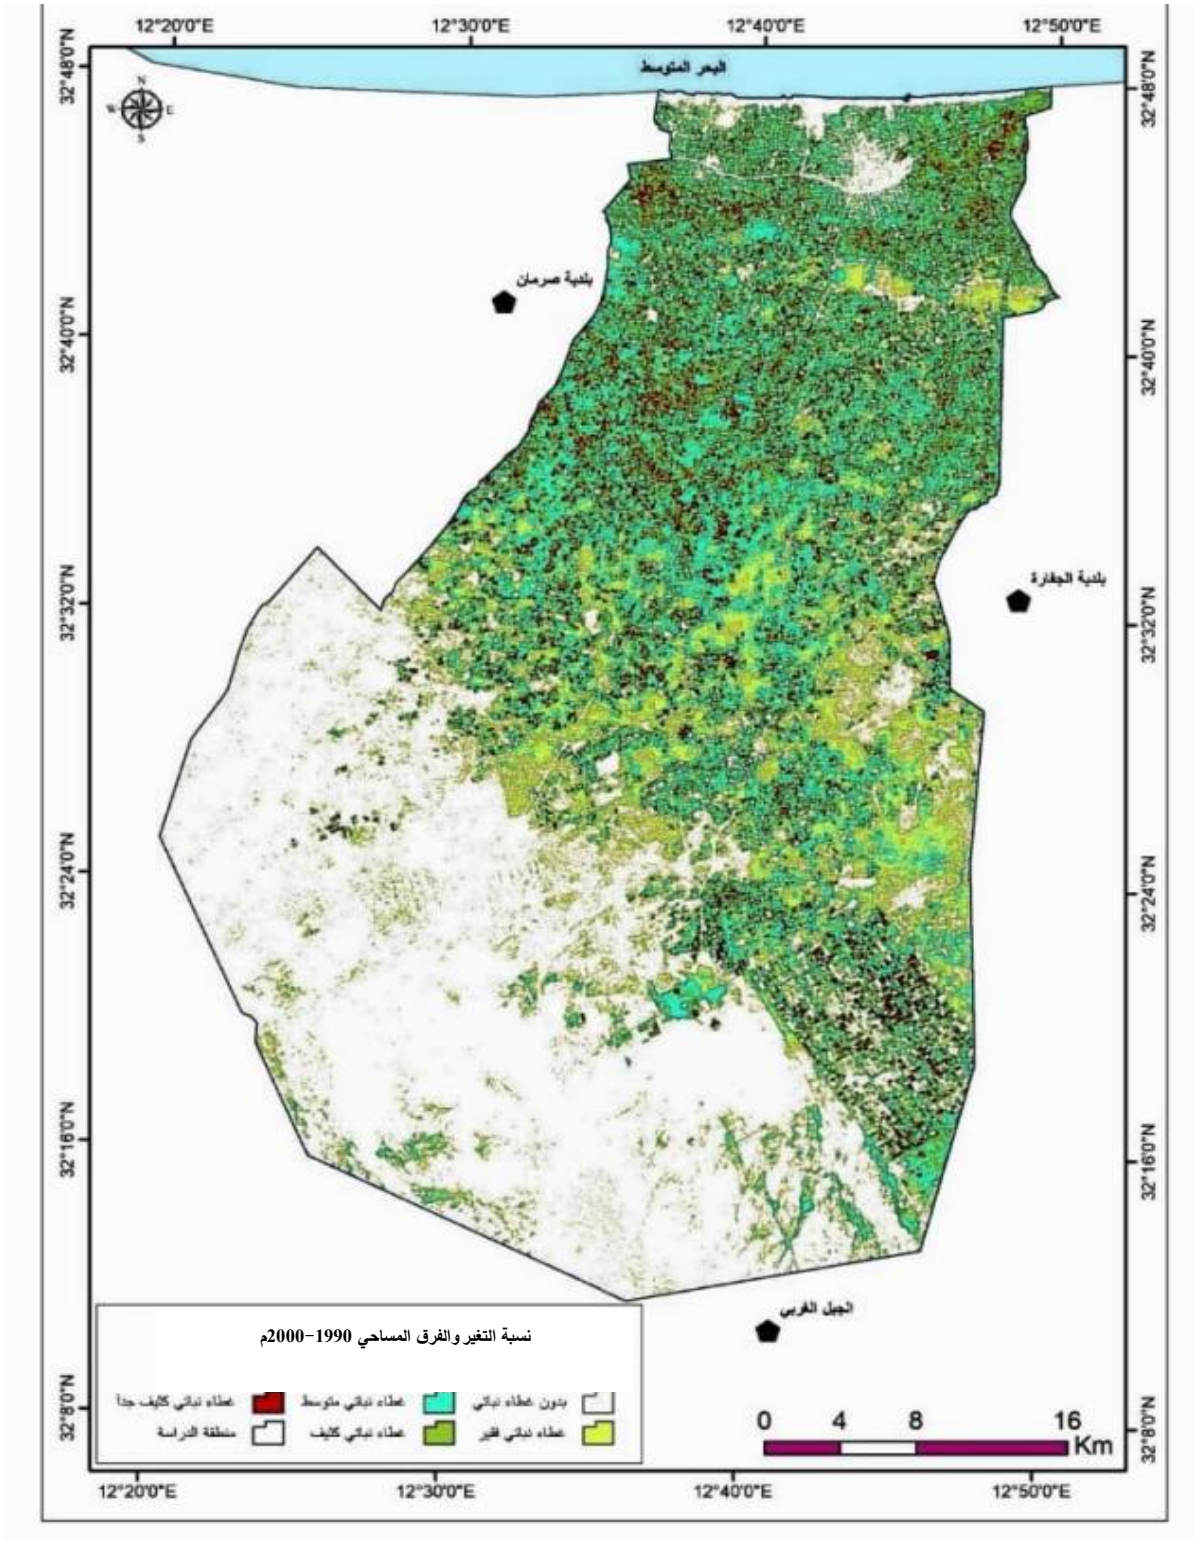 12°20'0"E 12°30'0"E 12°40'0"E 12°50'0"E
البحر المتوسط
32°48'0"N
32°48'0"N
N
W E
S
بلدية صرمان
32°40'0"N
32°40'0"N
بلدية الجفارة
32°32'0"N
32°32'0"N
32°24'0"N
32°24'0"N
32°16'0"N
32°16'0"N
الجبل الغربي
نسبة التغير والفرق المساحي 1990-2000م
بدون غطاء نباتي غطاء نباتي متوسط غطاء نباتي كثيف جداً
غطاء نباتي فقير غطاء نباتي كثيف منطقة الدراسة
32°8'0"N
32°8'0"N
0 4 8 16
Km
12°20'0"E 12°30'0"E 12°40'0"E 12°50'0"E